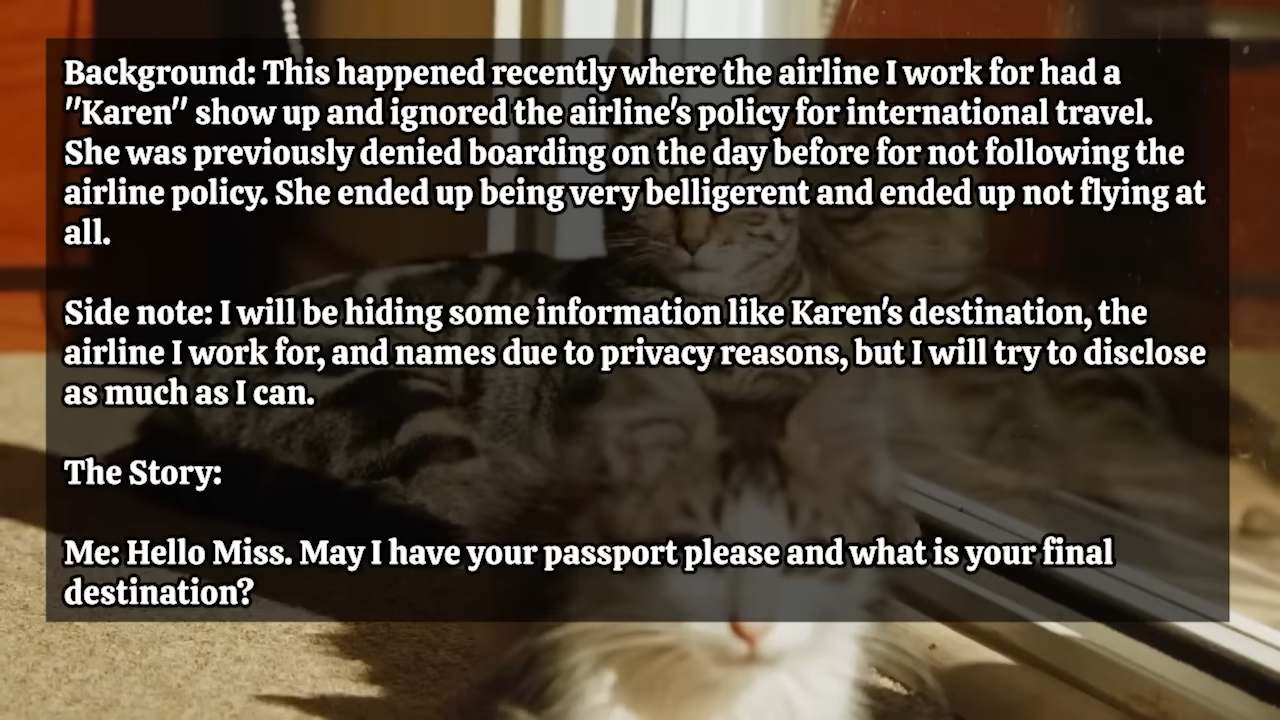 Background: This happened recently where the airline I work for had a
"Karen" show up and ignored the airline's policy for international travel.
She was previously denied boarding on the day before for not following the
airline policy. She ended up being very belligerent and ended up not flying at
all.
Side note: I will be hiding some information like Karen's destination, the
airline I work for, and names due to privacy reasons, but I will try to disclose
as much as I can.
The Story:
Me: Hello Miss. May I have your passport please and what is your final
destination?